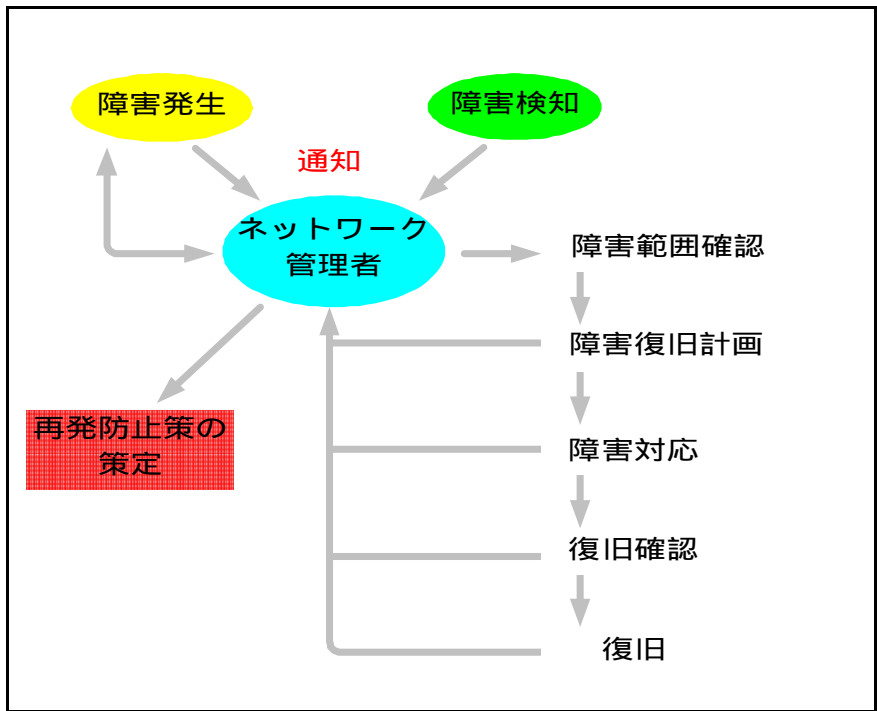 障害発生
障害検知
通知
ネットワーク
管理者
障害範囲確認
障害復旧計画
再発防止策の
策定
障害対応
復旧確認
復旧